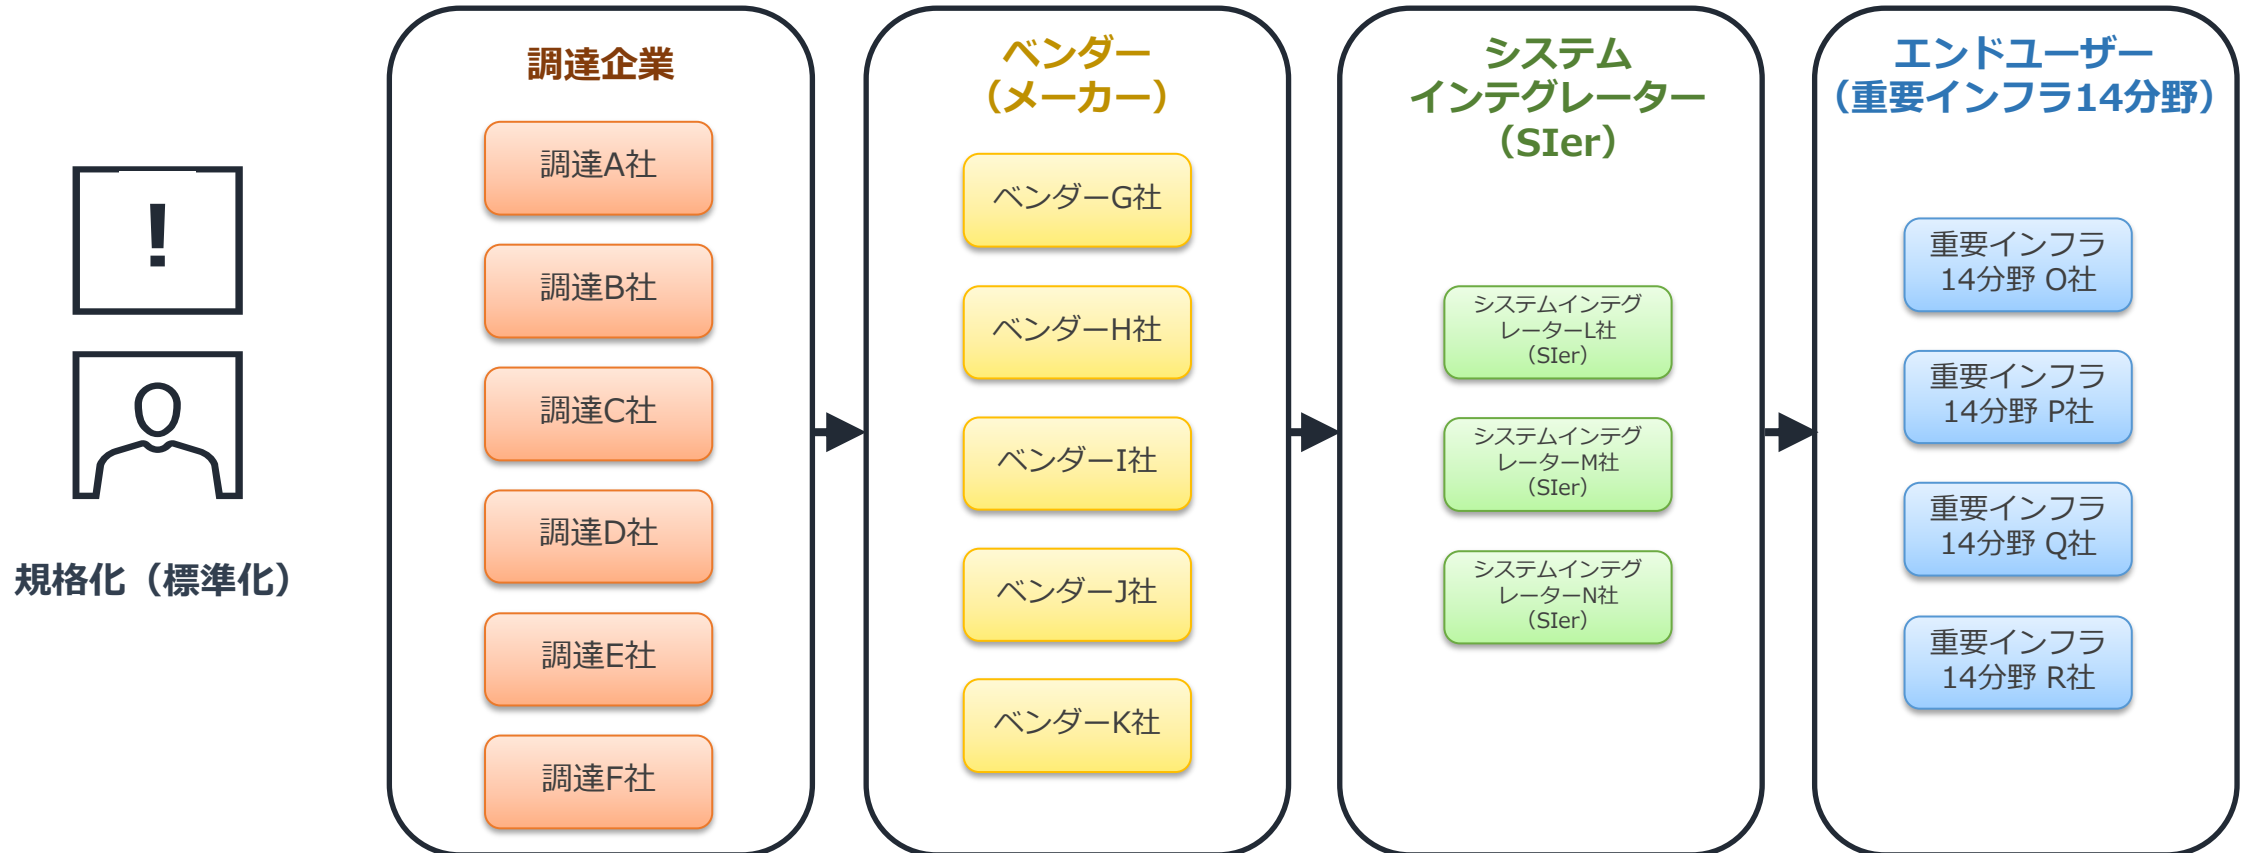 !
規格化（標準化）
調達企業
調達A社
調達B社
調達C社
調達D社
調達E社
調達F社
ベンダー
（メーカー）
ベンダーG社
ベンダーH社
ベンダーI社
ベンダーJ社
ベンダーK社
システム
インテグレーター
（SIer）
システムインテグ
レーターL社
（SIer）
システムインテグ
レーターM社
（SIer）
システムインテグ
レーターN社
（SIer）
エンドユーザー
（重要インフラ14分野）
重要インフラ
14分野 O社
重要インフラ
14分野 P社
重要インフラ
14分野 Q社
重要インフラ
14分野 R社